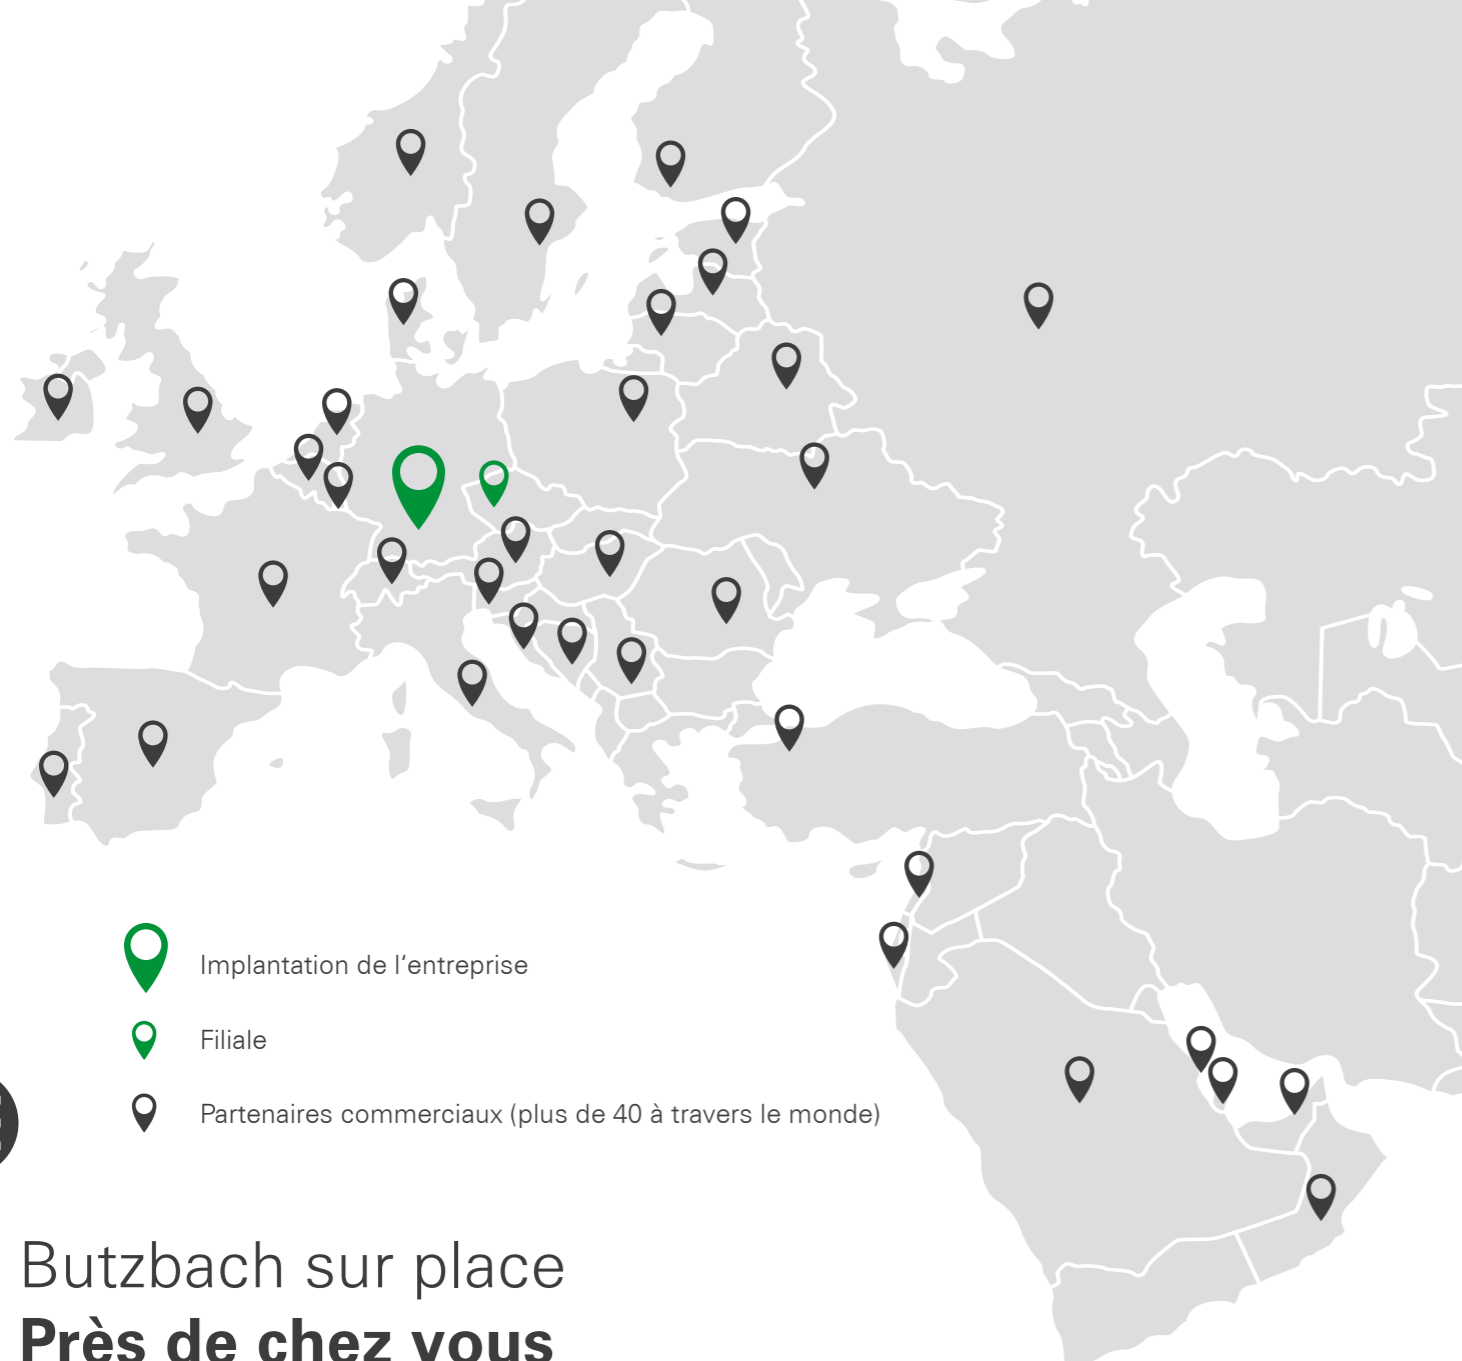 Implantation de l‘entreprise
Filiale
Partenaires commerciaux (plus de 40 à travers le monde)
Butzbach sur place
Près de chez vous